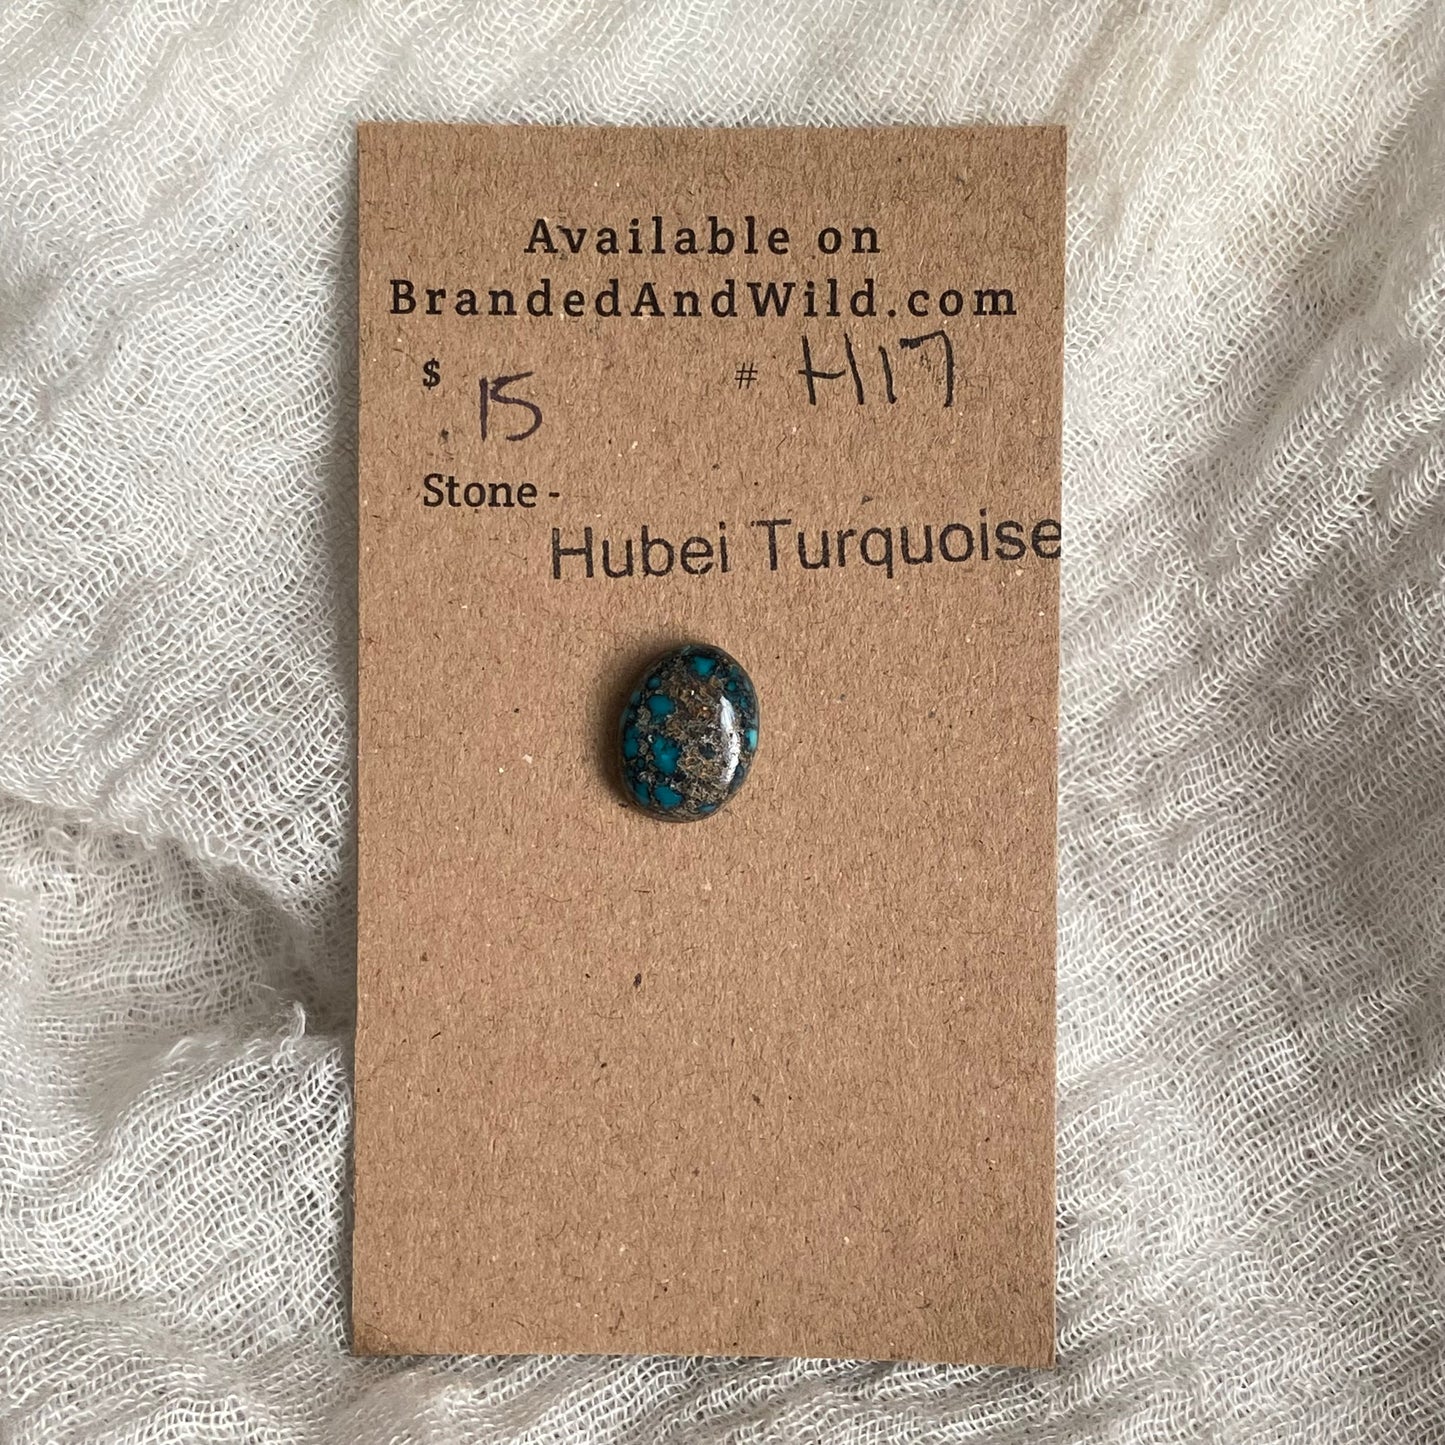 Available on
BrandedAndWild.com
$ 15 # H17
Stone -
Hubei Turquoise